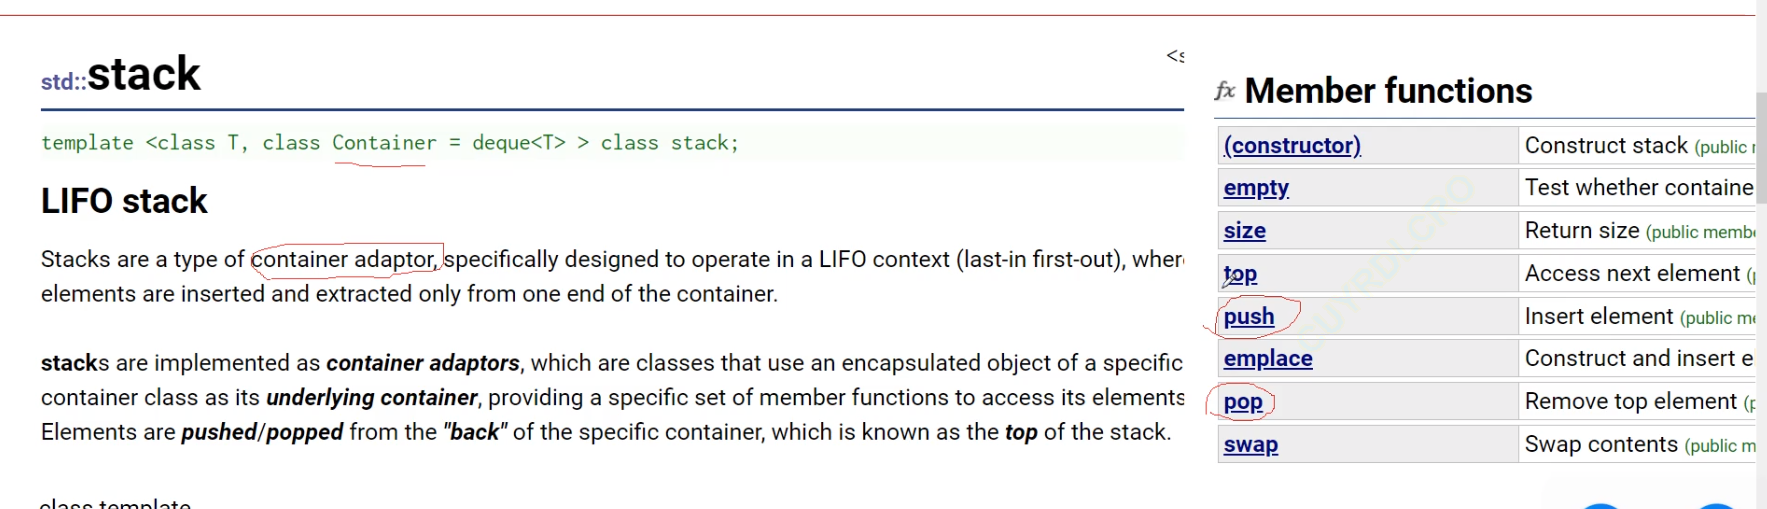 std::stack
<s
template <class T, class Container = deque<T> > class stack;
LIFO stack
Stacks are a type of container adaptor, specifically designed to operate in a LIFO context (last-in first-out), where
elements are inserted and extracted only from one end of the container.
stacks are implemented as container adaptors, which are classes that use an encapsulated object of a specific
container class as its underlying container, providing a specific set of member functions to access its elements
Elements are pushed/popped from the "back" of the specific container, which is known as the top of the stack.
class template
fx Member functions
(constructor) Construct stack (public
empty Test whether containe
size Return size (public memb
top Access next element (
push Insert element (public me
emplace Construct and insert e
pop Remove top element (
swap Swap contents (public m